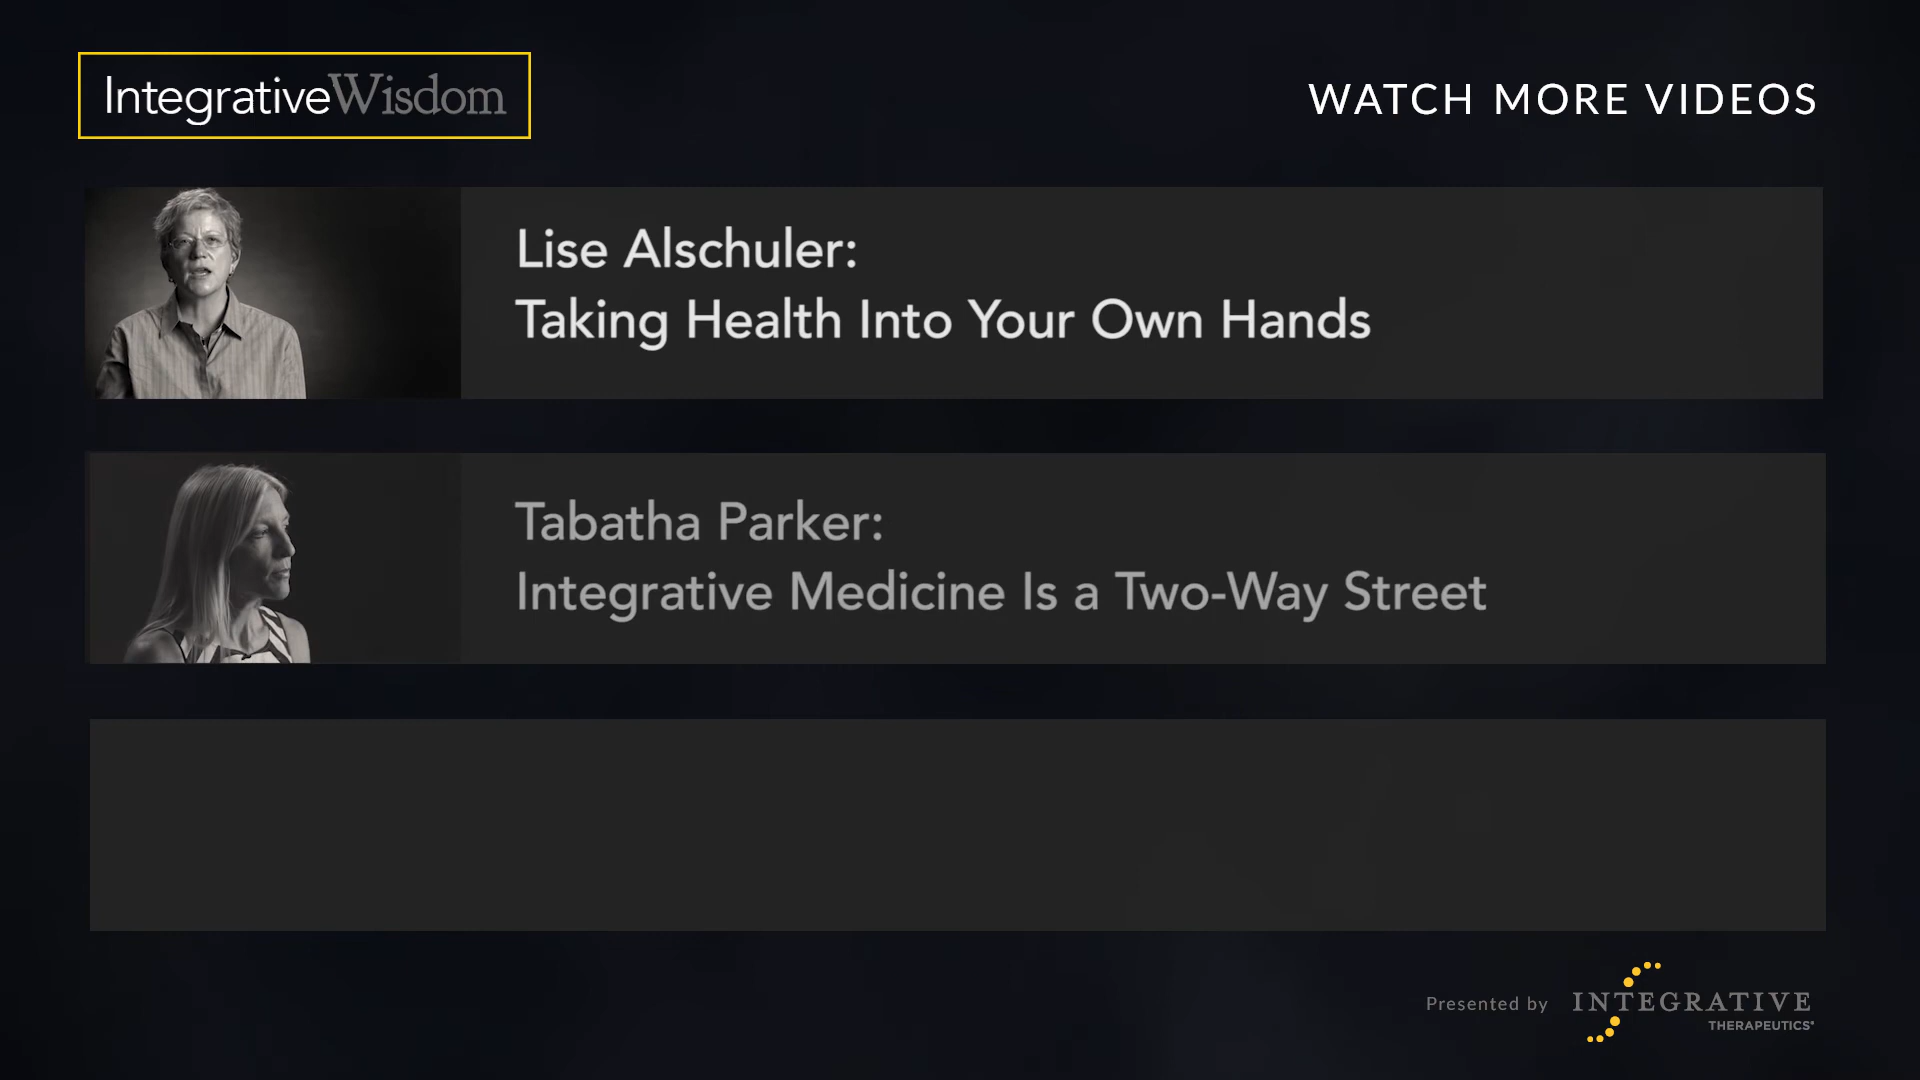 IntegrativeWisdom
WATCH MORE VIDEOS
Lise Alschuler:
Taking Health Into Your Own Hands
Tabatha Parker:
Integrative Medicine Is a Two-Way Street
Presented by
INTEGRATIVE
THERAPEUTICS